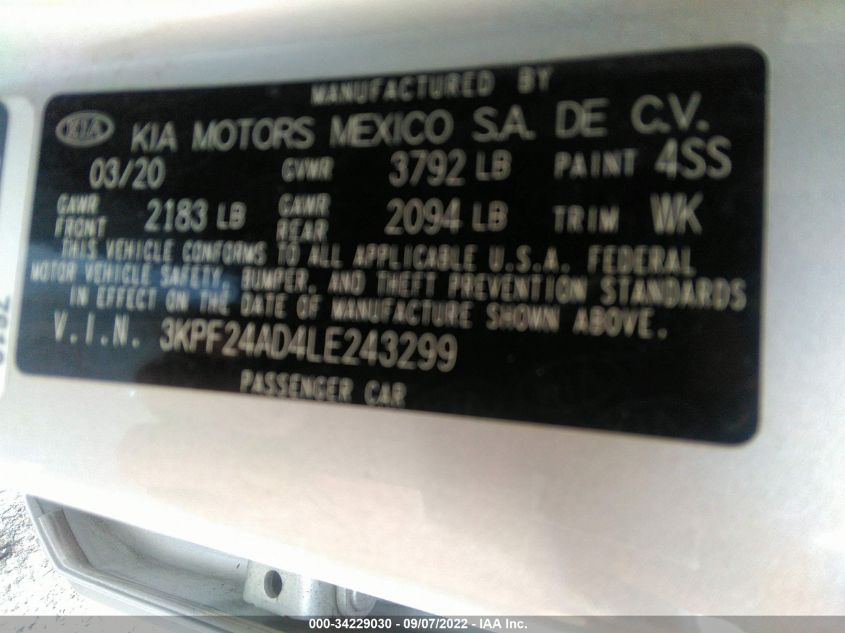 MANUFACTURED BY
KIA KIA MOTORS MEXICO S.A. DE C.V.
03/20 GVWR 3792 LB PAINT 4SS
GAWR FRONT 2183 LB GAWR REAR 2094 LB TRIM WK
THIS VEHICLE CONFORMS TO ALL APPLICABLE U.S.A. FEDERAL
MOTOR VEHICLE SAFETY, BUMPER, AND THEFT PREVENTION STANDARDS
IN EFFECT ON THE DATE OF MANUFACTURE SHOWN ABOVE.
V.I.N. 3KPF24AD4LE243299
PASSENGER CAR
000-34229030 - 09/07/2022 - IAA Inc.